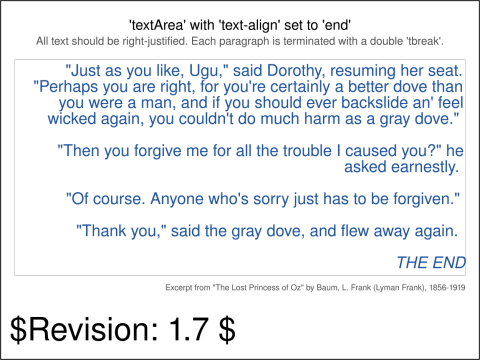 'textArea' with 'text-align' set to 'end'
All text should be right-justified. Each paragraph is terminated with a double 'tbreak'.
"Just as you like, Ugu," said Dorothy, resuming her seat.
"Perhaps you are right, for you're certainly a better dove than
you were a man, and if you should ever backslide an' feel
wicked again, you couldn't do much harm as a gray dove."
"Then you forgive me for all the trouble I caused you?" he
asked earnestly.
"Of course. Anyone who's sorry just has to be forgiven."
"Thank you," said the gray dove, and flew away again.
THE END
Excerpt from "The Lost Princess of Oz" by Baum, L. Frank (Lyman Frank), 1856-1919
$Revision: 1.7 $